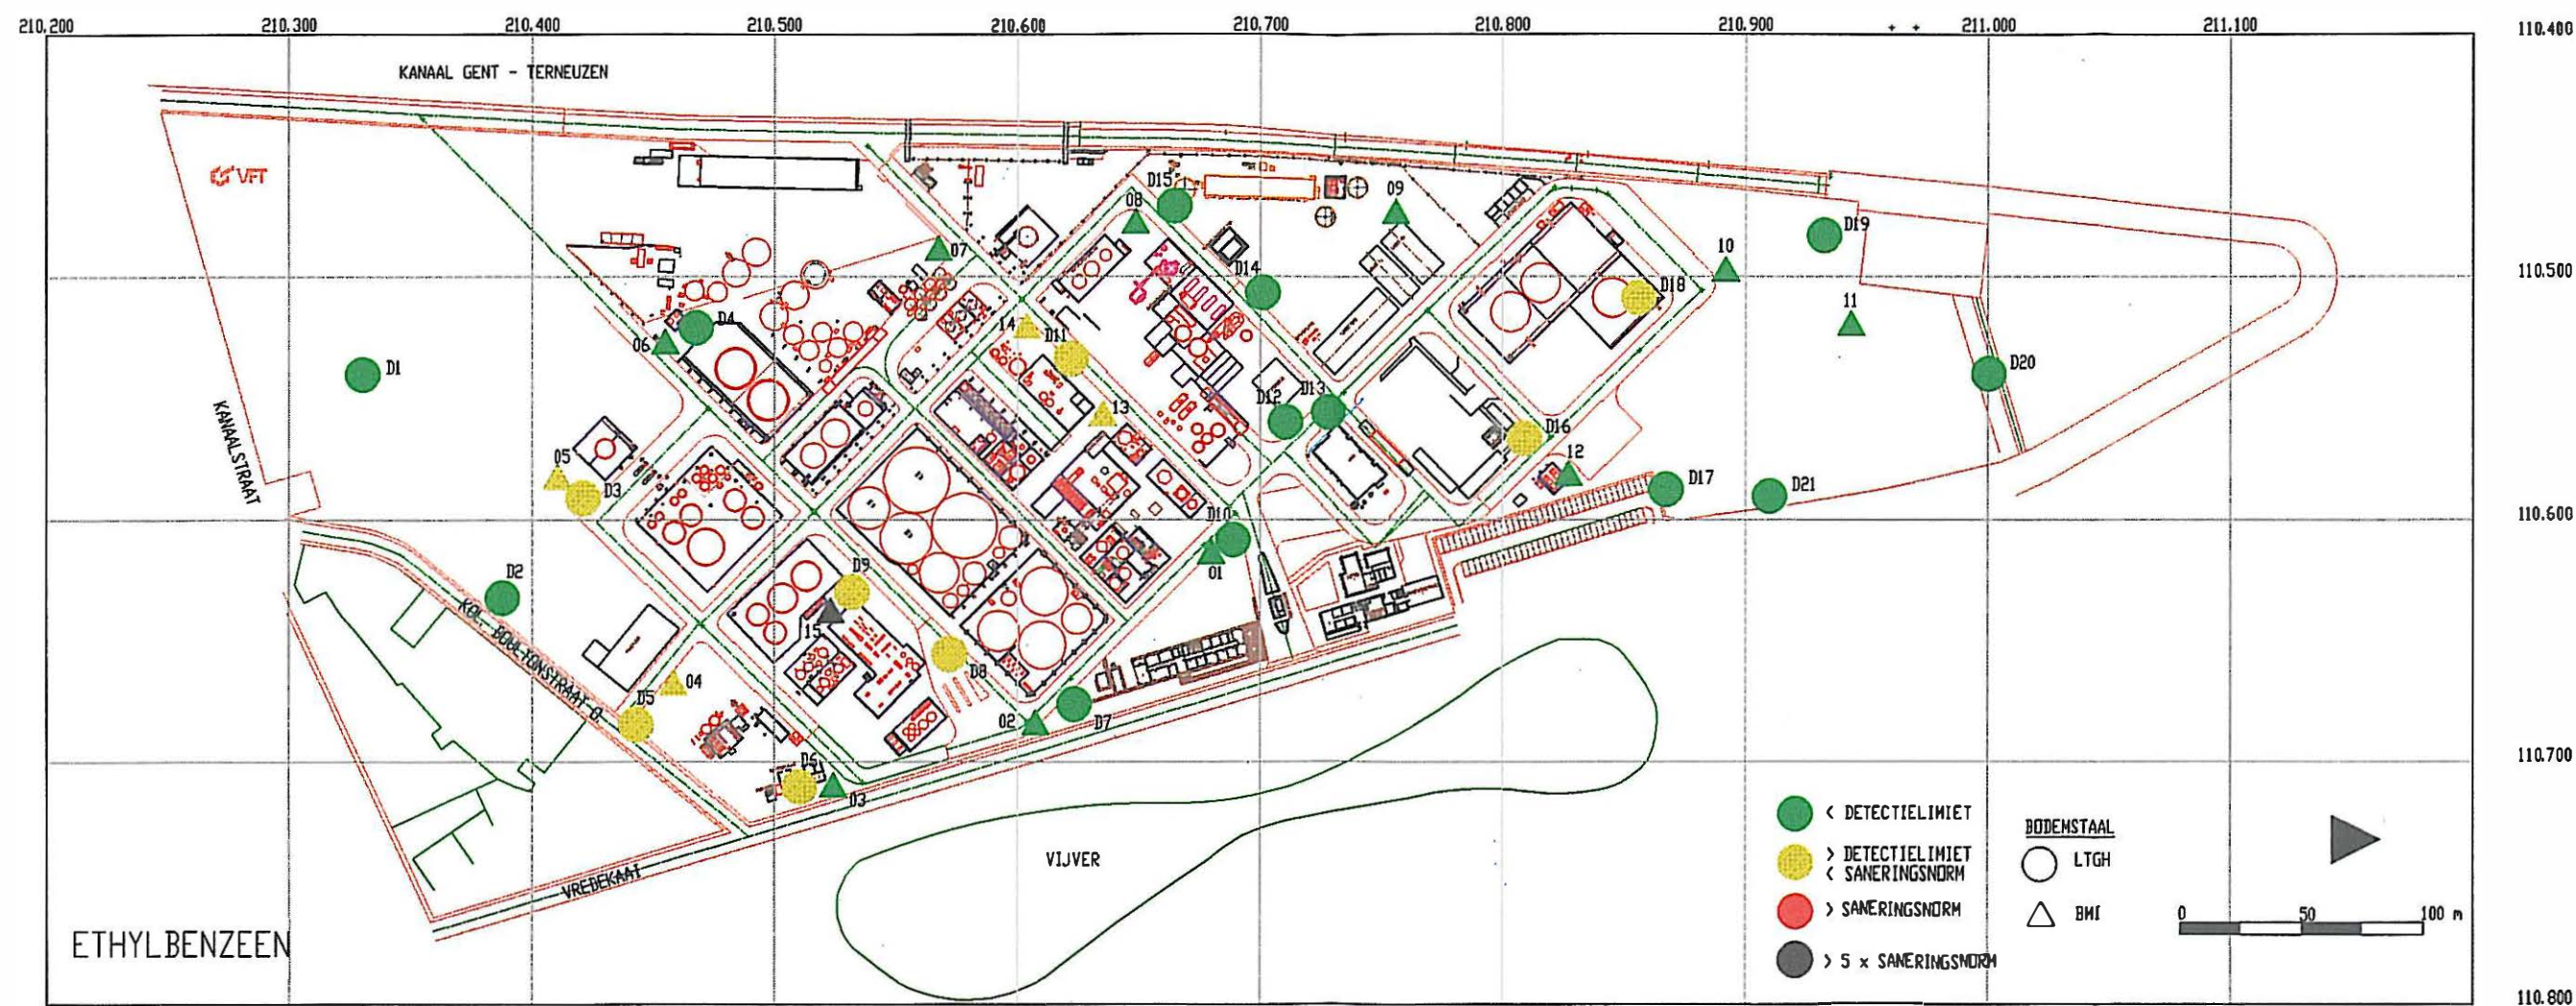 210.200 210.300 210.400 210.500 210.600 210.700 210.800 210.900 211.000 211.100 110.400
KANAAL GENT - TERNEUZEN
VFT
D15
08
09
D19
07
10
D14
D18
11
110.500
14
D11
D4
06
D20
D1
D12
D13
13
D16
KANAALSTRAAT
05
12
D3
D17
D21
D10
110.600
01
D2
D9
KOL. BOULTONSTRAAT O.
15
D8
04
D5
02
D7
110.700
D6
03
VIJVER
VREDEKAAI
ETHYLBENZEEN
< DETECTIELIMIET
> DETECTIELIMIET
< SANERINGSNORM
> SANERINGSNORM
> 5 x SANERINGSNORM
BODEMSTAAL
LTGH
BMI
0 50 100 m
110.800